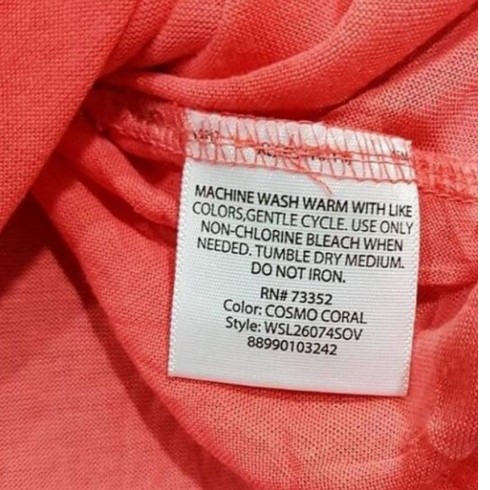 MACHINE WASH WARM WITH LIKE
COLORS,GENTLE CYCLE. USE ONLY
NON-CHLORINE BLEACH WHEN
NEEDED. TUMBLE DRY MEDIUM.
DO NOT IRON.
RN# 73352
Color: COSMO CORAL
Style: WSL26074SOV
88990103242